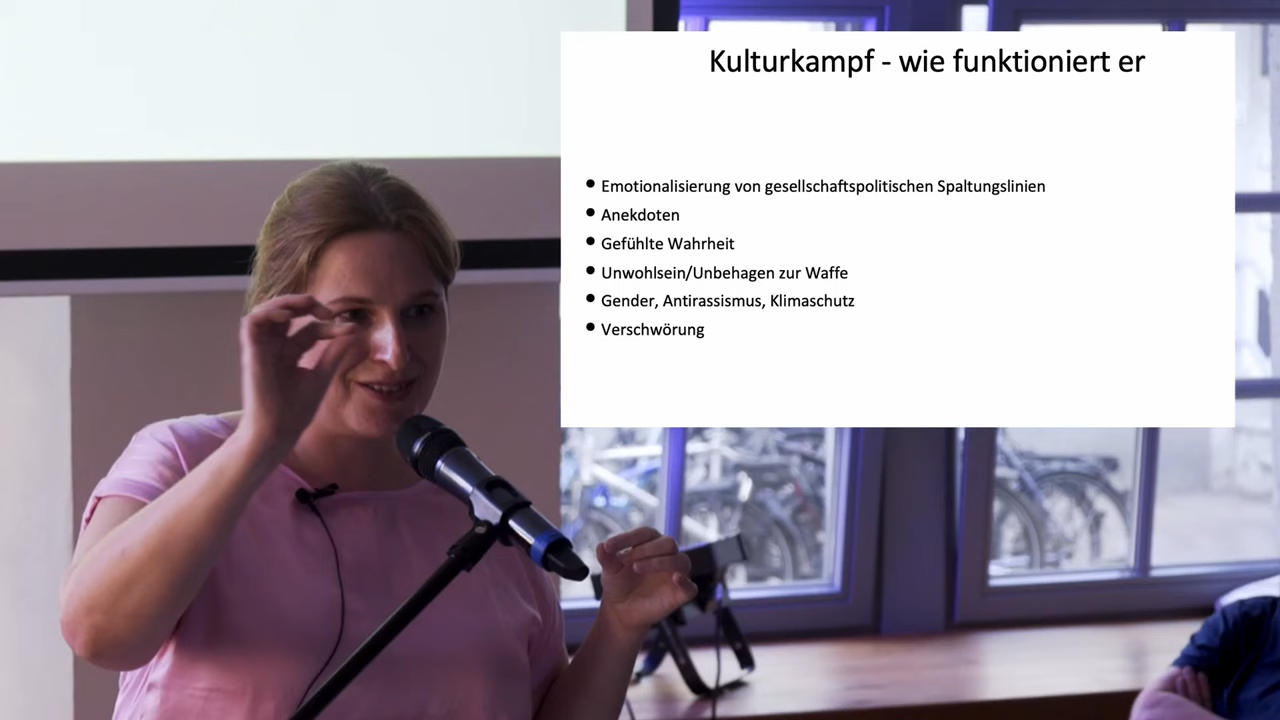 Kulturkampf - wie funktioniert er
• Emotionalisierung von gesellschaftspolitischen Spaltungslinien
• Anekdoten
• Gefühlte Wahrheit
• Unwohlsein/Unbehagen zur Waffe
• Gender, Antirassismus, Klimaschutz
• Verschwörung